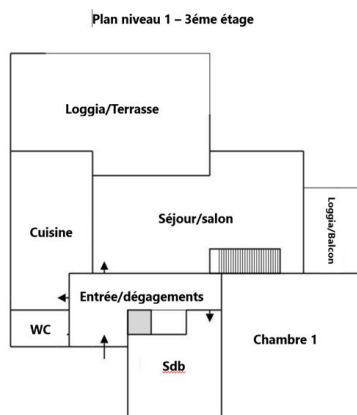 Plan niveau 1 – 3éme étage
Loggia/Terrasse
Séjour/salon
Loggia/Balcon
Cuisine
Entrée/dégagements
WC
Chambre 1
Sdb